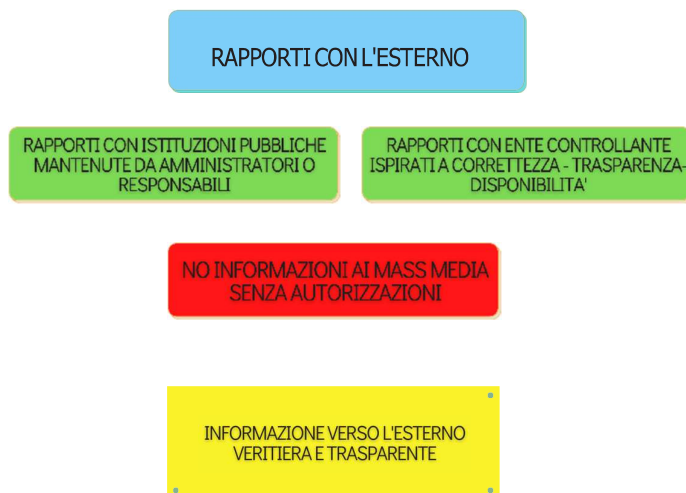 RAPPORTI CON L'ESTERNO
RAPPORTI CON ISTITUZIONI PUBBLICHE
MANTENUTE DA AMMINISTRATORI O
RESPONSABILI
RAPPORTI CON ENTE CONTROLLANTE
ISPIRATI A CORRETTEZZA - TRASPARENZA-
DISPONIBILITA'
NO INFORMAZIONI AI MASS MEDIA
SENZA AUTORIZZAZIONI
INFORMAZIONE VERSO L'ESTERNO
VERITIERA E TRASPARENTE